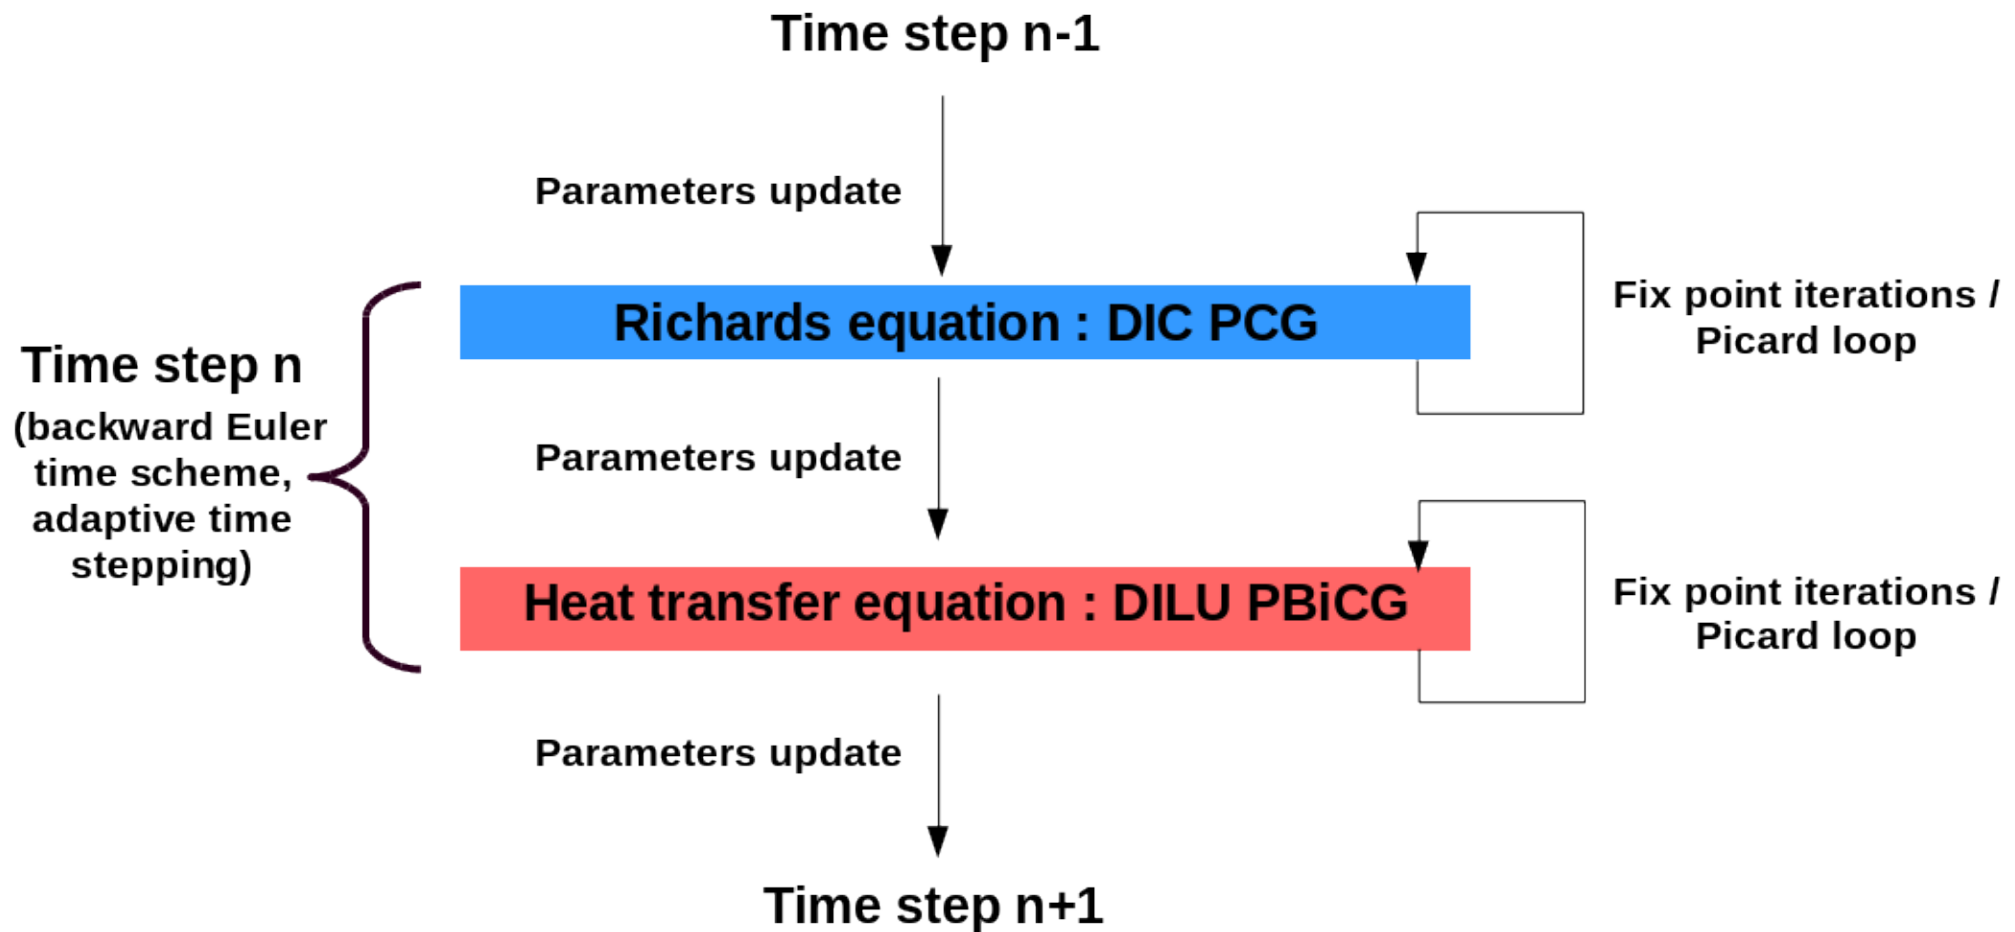 Time step n-1
Parameters update
Richards equation : DIC PCG
Fix point iterations /
Picard loop
Time step n
(backward Euler
time scheme,
adaptive time
stepping)
Parameters update
Heat transfer equation : DILU PBiCG
Fix point iterations /
Picard loop
Parameters update
Time step n+1